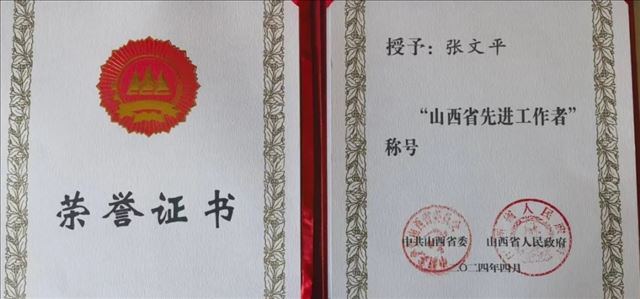 荣誉证书
授予：张文平
“山西省先进工作者”
称号
中共山西省委 山西省人民政府
二〇二四年四月